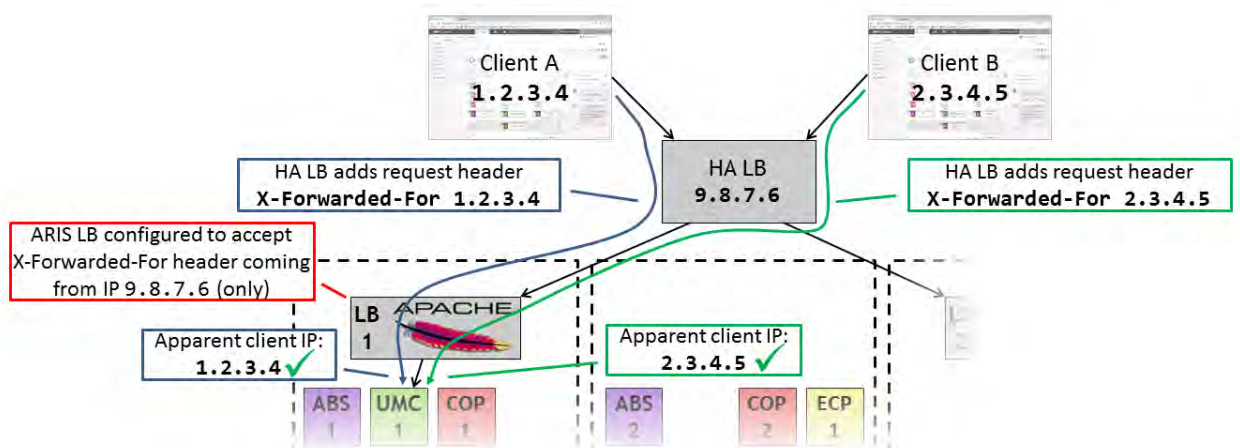 Client A
1.2.3.4
Client B
2.3.4.5
HA LB
9.8.7.6
HA LB adds request header
X-Forwarded-For 1.2.3.4
HA LB adds request header
X-Forwarded-For 2.3.4.5
ARIS LB configured to accept
X-Forwarded-For header coming
from IP 9.8.7.6 (only)
LB
1
APACHE
Apparent client IP:
1.2.3.4
Apparent client IP:
2.3.4.5
ABS
1
UMC
1
COP
1
ABS
2
COP
2
ECP
1